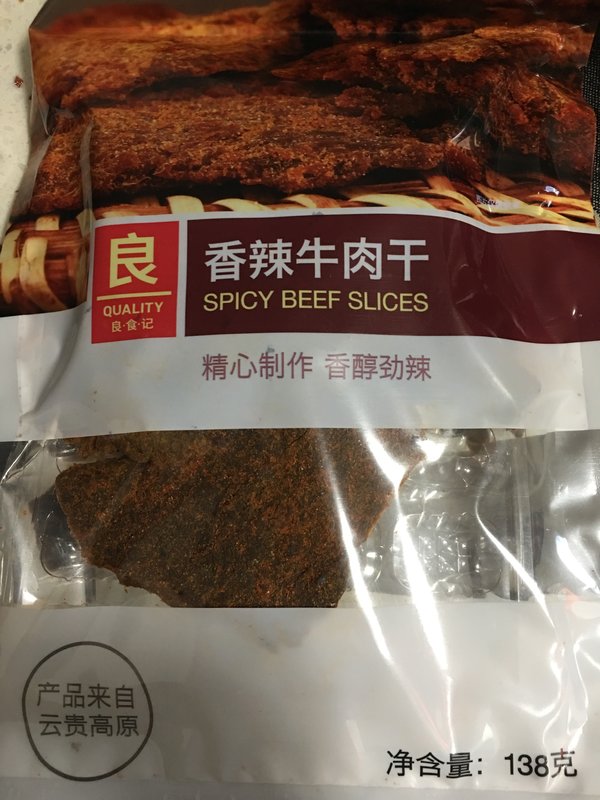 良
QUALITY
良·食·记
香辣牛肉干
SPICY BEEF SLICES
精心制作 香醇劲辣
产品来自
云贵高原
净含量：138克